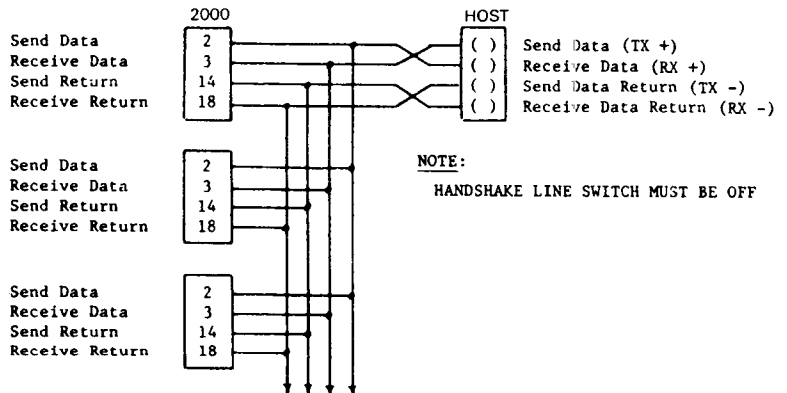 2000 HOST
Send Data 2 ( ) Send Data (TX +)
Receive Data 3 ( ) Receive Data (RX +)
Send Return 14 ( ) Send Data Return (TX -)
Receive Return 18 ( ) Receive Data Return (RX -)
Send Data 2
Receive Data 3
Send Return 14
Receive Return 18
NOTE:
HANDSHAKE LINE SWITCH MUST BE OFF
Send Data 2
Receive Data 3
Send Return 14
Receive Return 18